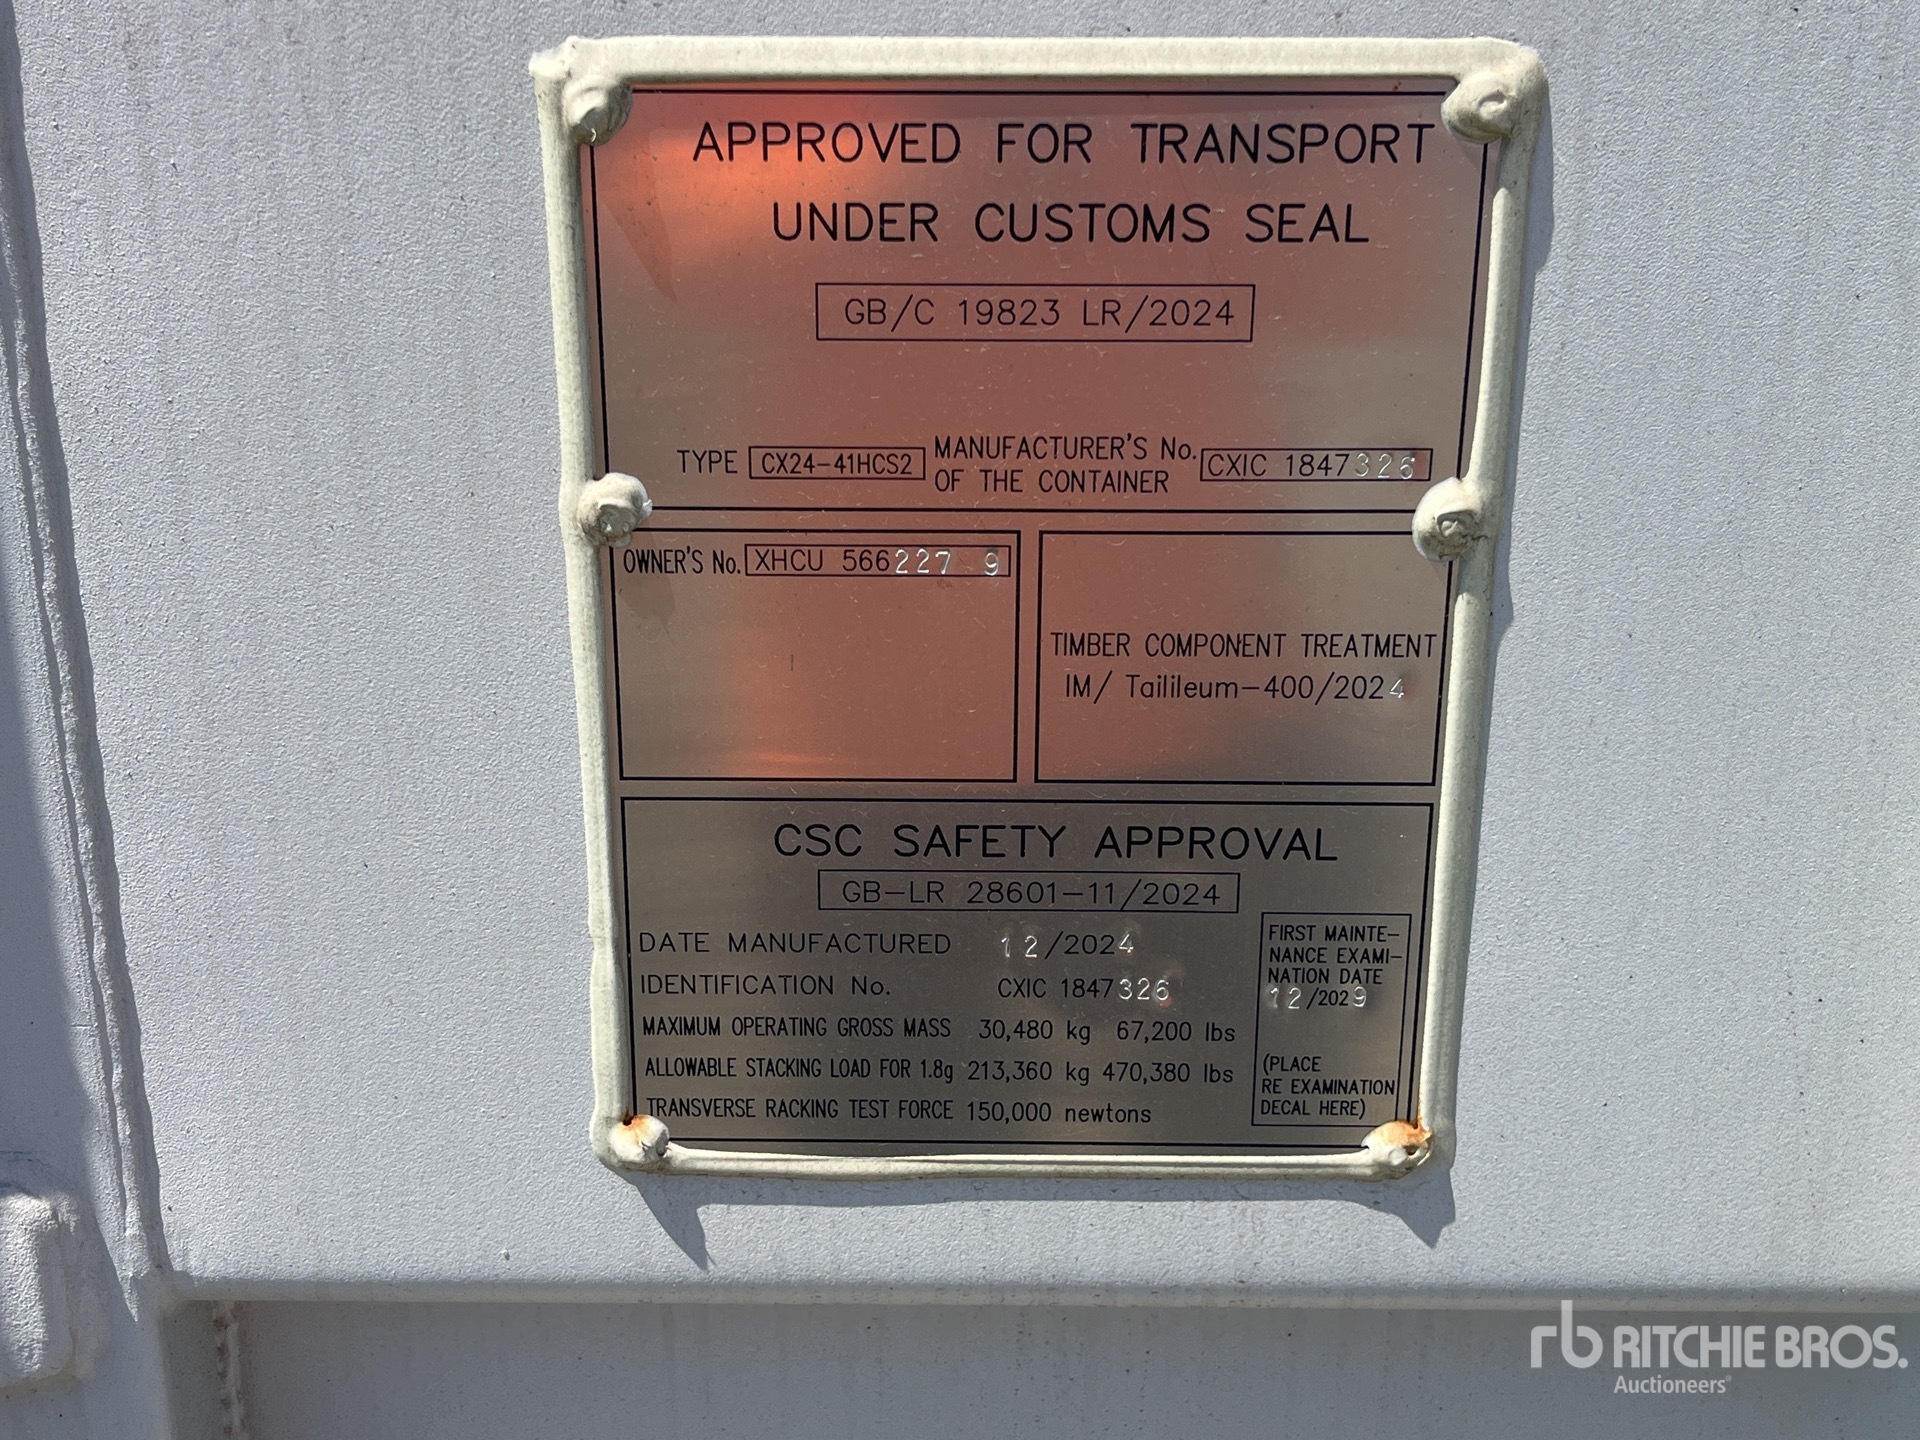 APPROVED FOR TRANSPORT
UNDER CUSTOMS SEAL
GB/C 19823 LR/2024
TYPE CX24-41HCS2 MANUFACTURER'S No. OF THE CONTAINER CXIC 1847326
OWNER'S No. XHCU 566227 9
TIMBER COMPONENT TREATMENT
IM/ Tailileum-400/2024
CSC SAFETY APPROVAL
GB-LR 28601-11/2024
DATE MANUFACTURED 12/2024
IDENTIFICATION No. CXIC 1847326
MAXIMUM OPERATING GROSS MASS 30,480 kg 67,200 lbs
ALLOWABLE STACKING LOAD FOR 1.8g 213,360 kg 470,380 lbs
TRANSVERSE RACKING TEST FORCE 150,000 newtons
FIRST MAINTE-
NANCE EXAMI-
NATION DATE
12/2029
(PLACE
RE EXAMINATION
DECAL HERE)
rb RITCHIE BROS.
Auctioneers